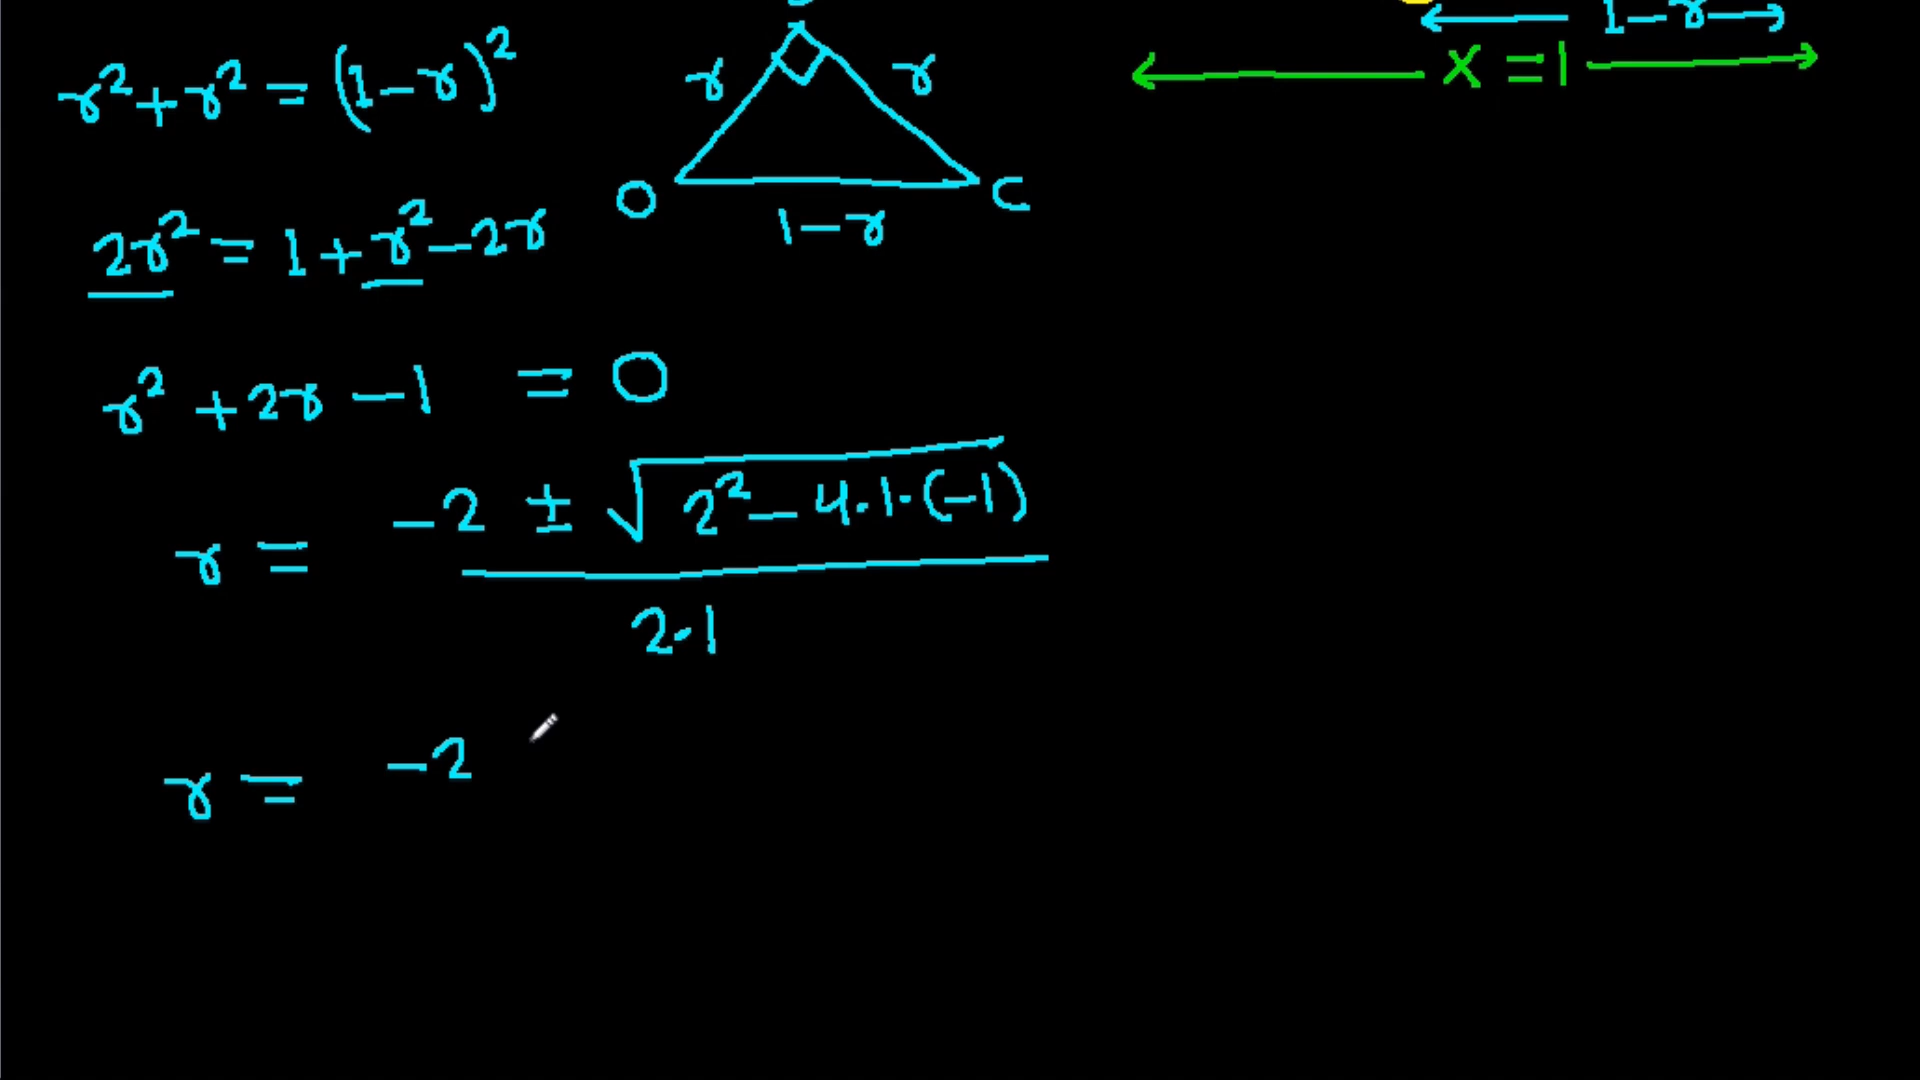 1-r
x=1
r²+r²=(1-r)²
r
r
O
C
1-r
2r²=1+r²-2r
r²+2r-1 = 0
r= -2 ± √2²-4·1·(-1)
2·1
r= -2